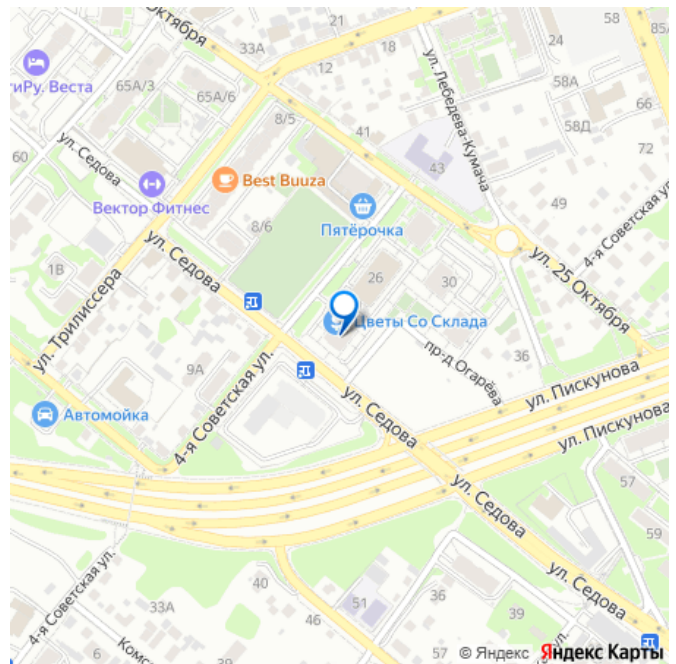 Октября
33А
21
18
12
24
58
85/
58А
66
58Д
72
тиРу. Веста
65А/3
65А/6
8/5
41
43
ул. Лебедева-Кумача
ул. Седова
60
Best Buuza
Вектор Фитнес
Пятёрочка
8/6
49
4-я Советская ул.
ул. 25 Октября
1В
ул. Седова
26
30
ул. Трилиссера
Цветы Со Склада
пр-д Огарёва
36
9А
4-я Советская ул.
Автомойка
ул. Седова
ул. Пискунова
ул. Пискунова
ул. Седова
57
59
4-я Советская ул.
40
33А
46
51
36
39
ул. Седова
6
Комс
57
ул.
© Яндекс Яндекс Карты